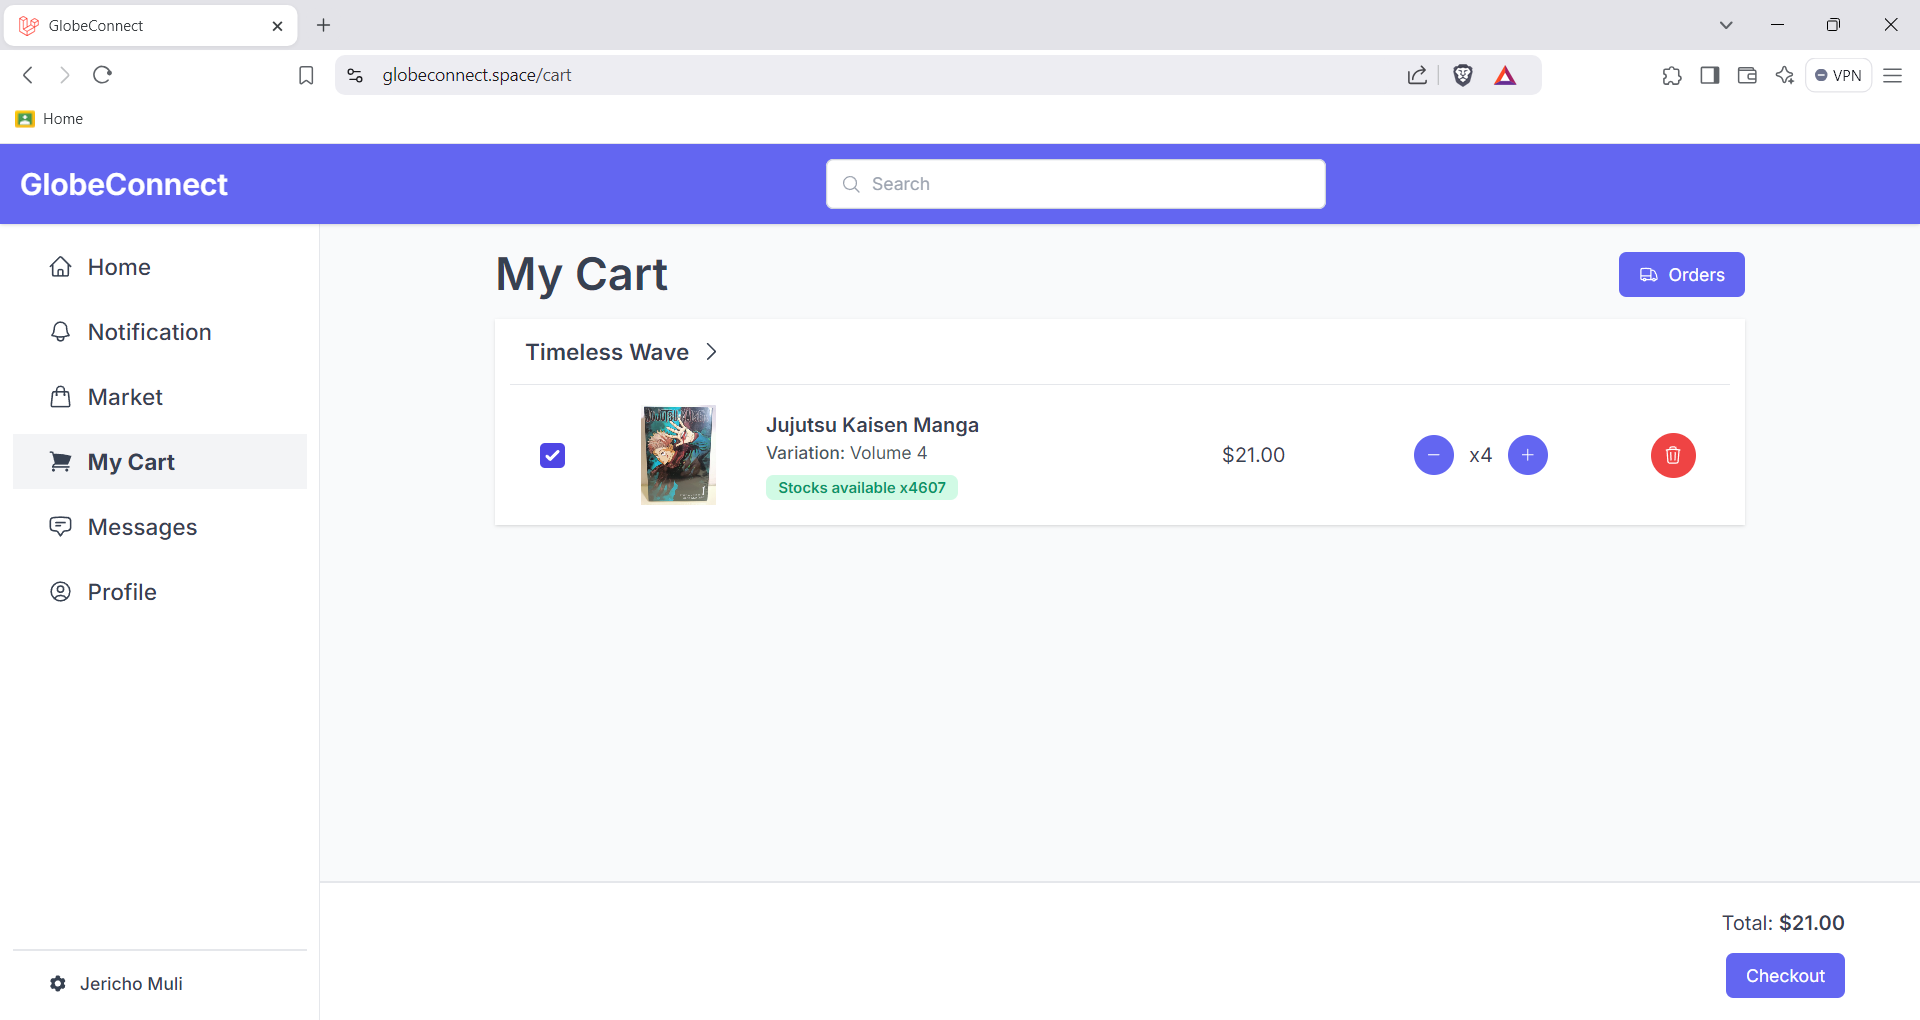 GlobeConnect
globeconnect.space/cart
VPN
Home
GlobeConnect
Search
Home
Notification
Market
My Cart
Messages
Profile
Jericho Muli
My Cart
Orders
Timeless Wave
JUJUTSU KAISEN
Jujutsu Kaisen Manga
Variation: Volume 4
Stocks available x4607
$21.00
x4
Total: $21.00
Checkout